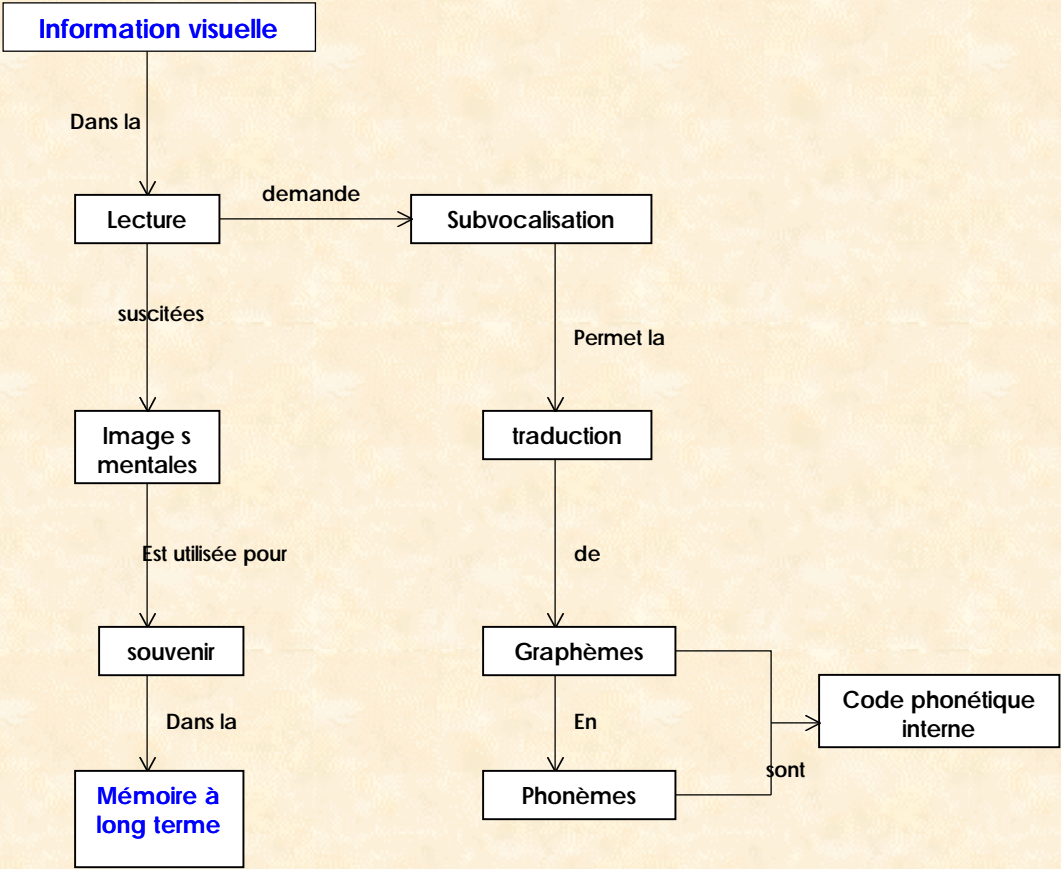 Information visuelle
Dans la
Lecture
demande
Subvocalisation
suscitées
Permet la
Image s
mentales
traduction
Est utilisée pour
de
souvenir
Graphèmes
Code phonétique
interne
Dans la
En
sont
Mémoire à
long terme
Phonèmes